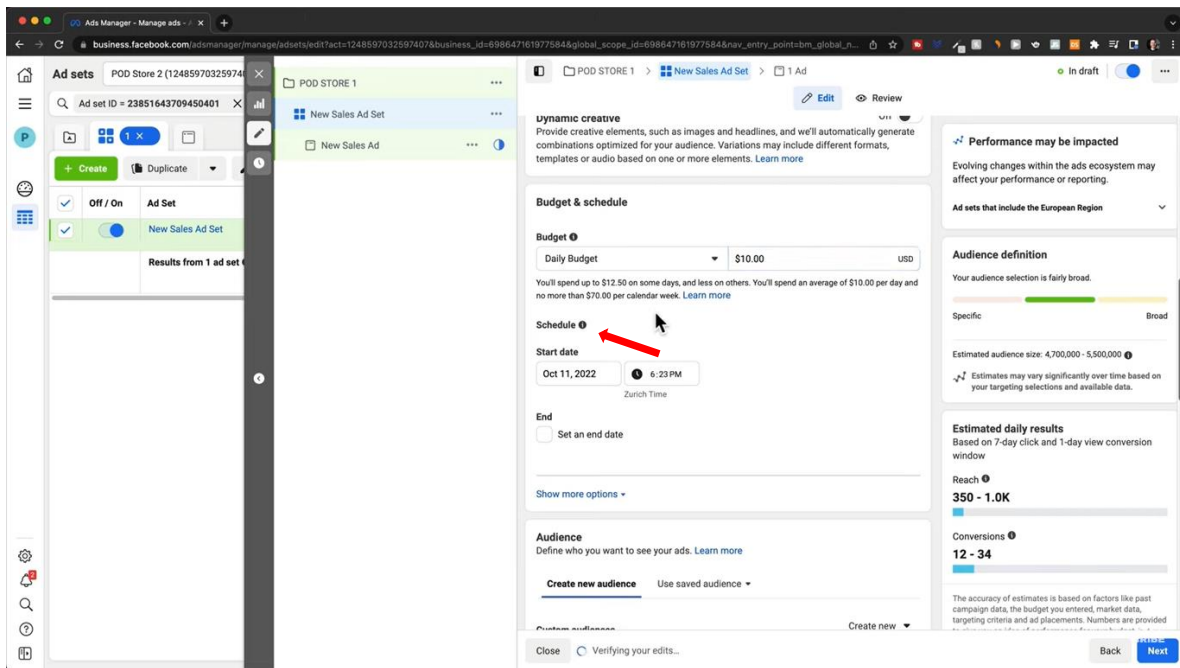 Ads Manager - Manage ads - A
business.facebook.com/adsmanager/manage/adsets/edit?act=1248597032597407&business_id=698647161977584&global_scope_id=698647161977584&nav_entry_point=bm_global_n...
Ad sets
POD Store 2 (12485970325974
Ad set ID = 23851643709450401
1
+ Create
Duplicate
Off / On
Ad Set
New Sales Ad Set
Results from 1 ad set
P
2
POD STORE 1
New Sales Ad Set
New Sales Ad
POD STORE 1 > New Sales Ad Set > 1 Ad
In draft
Edit
Review
Dynamic creative
Off
Provide creative elements, such as images and headlines, and we'll automatically generate
combinations optimized for your audience. Variations may include different formats,
templates or audio based on one or more elements. Learn more
Budget & schedule
Budget
Daily Budget
$10.00
USD
You'll spend up to $12.50 on some days, and less on others. You'll spend an average of $10.00 per day and
no more than $70.00 per calendar week. Learn more
Schedule
Start date
Oct 11, 2022
6:23 PM
Zurich Time
End
Set an end date
Show more options
Audience
Define who you want to see your ads. Learn more
Create new audience
Use saved audience
Custom audiences
Create new
Close
Verifying your edits...
Performance may be impacted
Evolving changes within the ads ecosystem may
affect your performance or reporting.
Ad sets that include the European Region
Audience definition
Your audience selection is fairly broad.
Specific
Broad
Estimated audience size: 4,700,000 - 5,500,000
Estimates may vary significantly over time based on
your targeting selections and available data.
Estimated daily results
Based on 7-day click and 1-day view conversion
window
Reach
350 - 1.0K
Conversions
12 - 34
The accuracy of estimates is based on factors like past
campaign data, the budget you entered, market data,
targeting criteria and ad placements. Numbers are provided
Back
Next